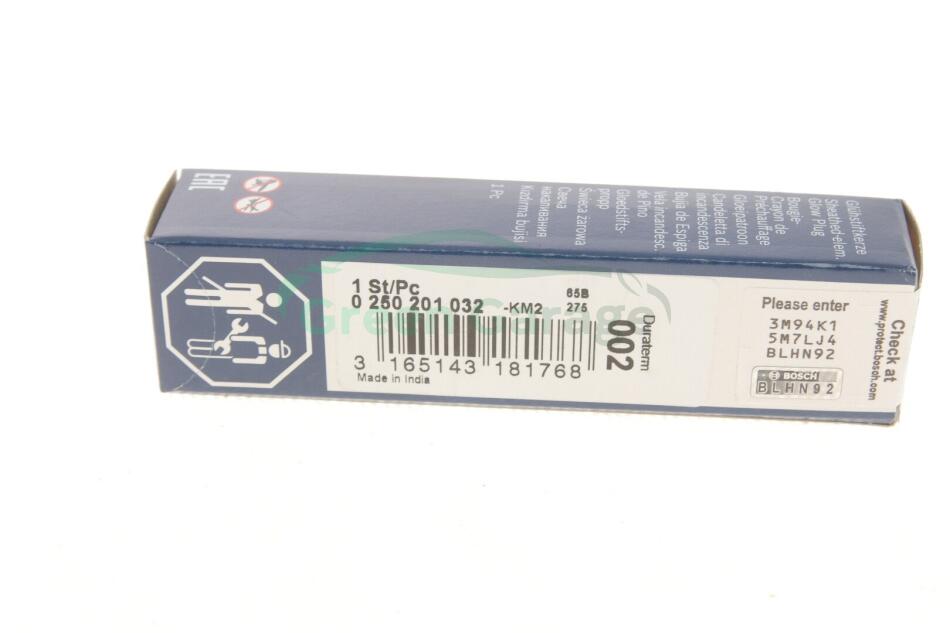 EAC
Glühstiftkerze
Sheathed-elem.
Glow Plug
Bougie-
Crayon de
Préchauffage
Gloeipatroon
Candeletta di
incandescenza
Bujía de Espiga
Vela incandesc.
de Pino
Glödstifts-
propp
Świeca żarowa
Свеча
накаливания
Kızdırma bujisi
1 Pc
1 St/Pc
0 250 201 032 -KM2
65B
275
3 165143 181768
Made in India
002
Duraterm
Green Garage
Please enter
3M94K1
5M7LJ4
BLHN92
BOSCH
BLHN92
Check at
www.protect.bosch.com